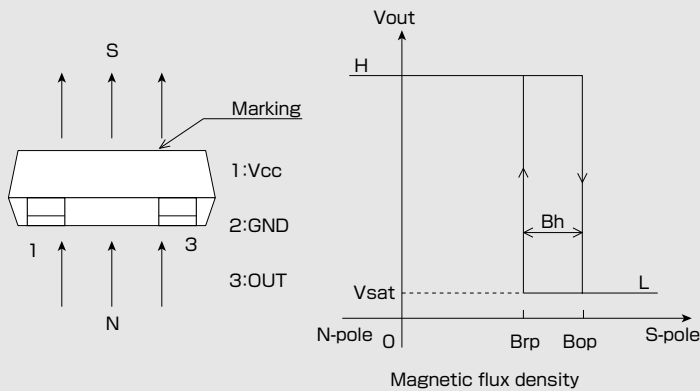 S
Marking
1:Vcc
2:GND
3:OUT
1
3
N
Vout
H
Bh
Vsat
L
N-pole
0
Brp
Bop
S-pole
Magnetic flux density